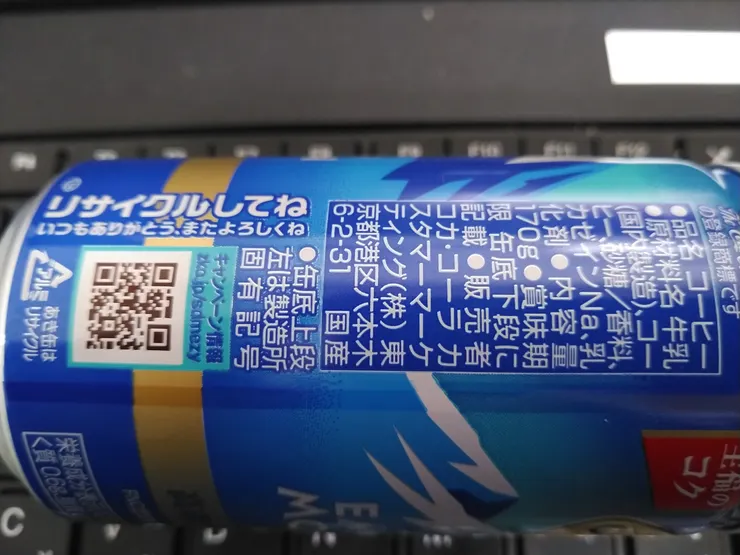 ●品名 コーヒー
●原材料名 牛乳
(国内製造)、コー
ヒー、砂糖／香料、
カゼインNa、乳
化剤 ●内容量
170g ●賞味期
限 缶底下段に
記載 ●販売者
コカ・コーラ カ
スタマーマーケ
ティング(株) 東
京都港区六本木
6-2-31 国産
●缶底上段
左は製造所
固有記号
リサイクルしてね
いつもありがとう。またよろしくね
キャンペーン情報
アルミ
あき缶は
リサイクル
コク
C